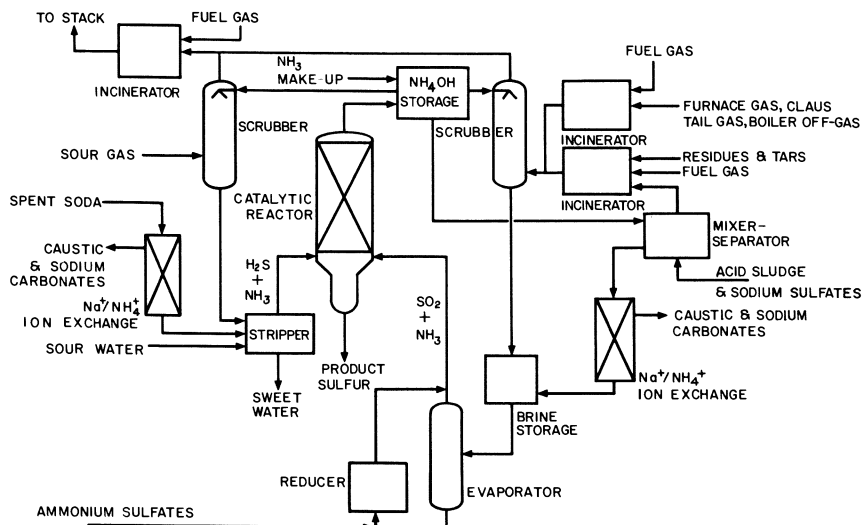 TO STACK
FUEL GAS
INCINERATOR
NH3
MAKE-UP
NH4OH
STORAGE
SCRUBBER
SCRUBBER
FUEL GAS
FURNACE GAS, CLAUS
TAIL GAS, BOILER OFF-GAS
INCINERATOR
RESIDUES & TARS
FUEL GAS
INCINERATOR
SOUR GAS
SPENT SODA
CATALYTIC
REACTOR
MIXER-
SEPARATOR
CAUSTIC
& SODIUM
CARBONATES
H2S
+
NH3
ACID SLUDGE
& SODIUM SULFATES
Na+/NH4+
ION EXCHANGE
SO2
+
NH3
CAUSTIC & SODIUM
CARBONATES
STRIPPER
SOUR WATER
PRODUCT
SULFUR
SWEET
WATER
Na+/NH4+
ION EXCHANGE
BRINE
STORAGE
REDUCER
EVAPORATOR
AMMONIUM SULFATES